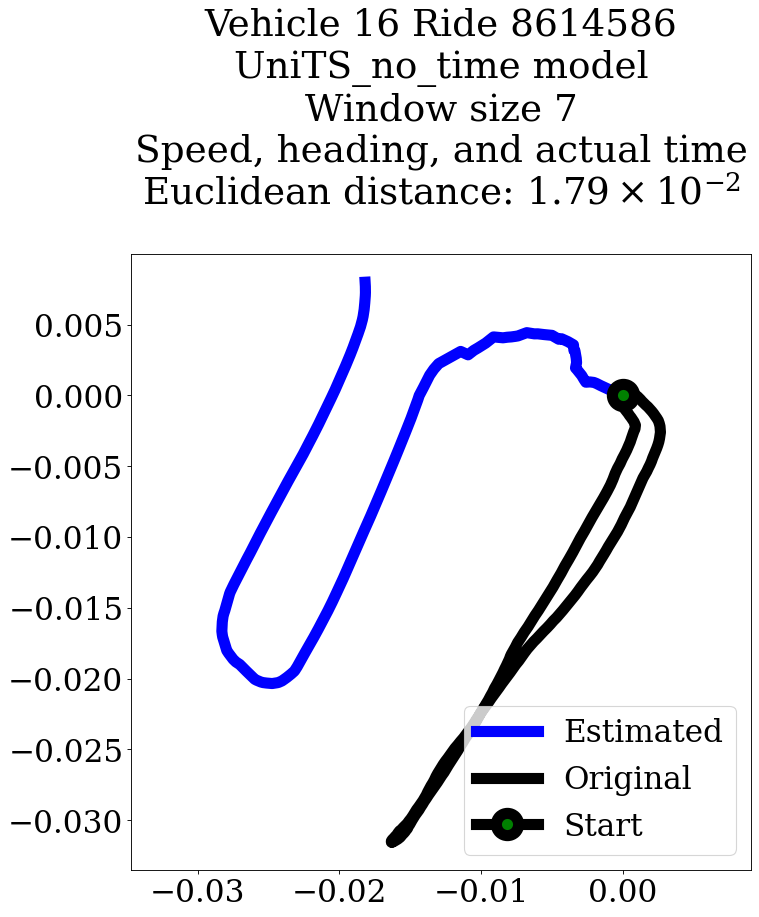 Vehicle 16 Ride 8614586
UniTS_no_time model
Window size 7
Speed, heading, and actual time
Euclidean distance: 1.79 × 10⁻²
0.005
0.000
−0.005
−0.010
−0.015
−0.020
−0.025
−0.030
Estimated
Original
Start
−0.03 −0.02 −0.01 0.00